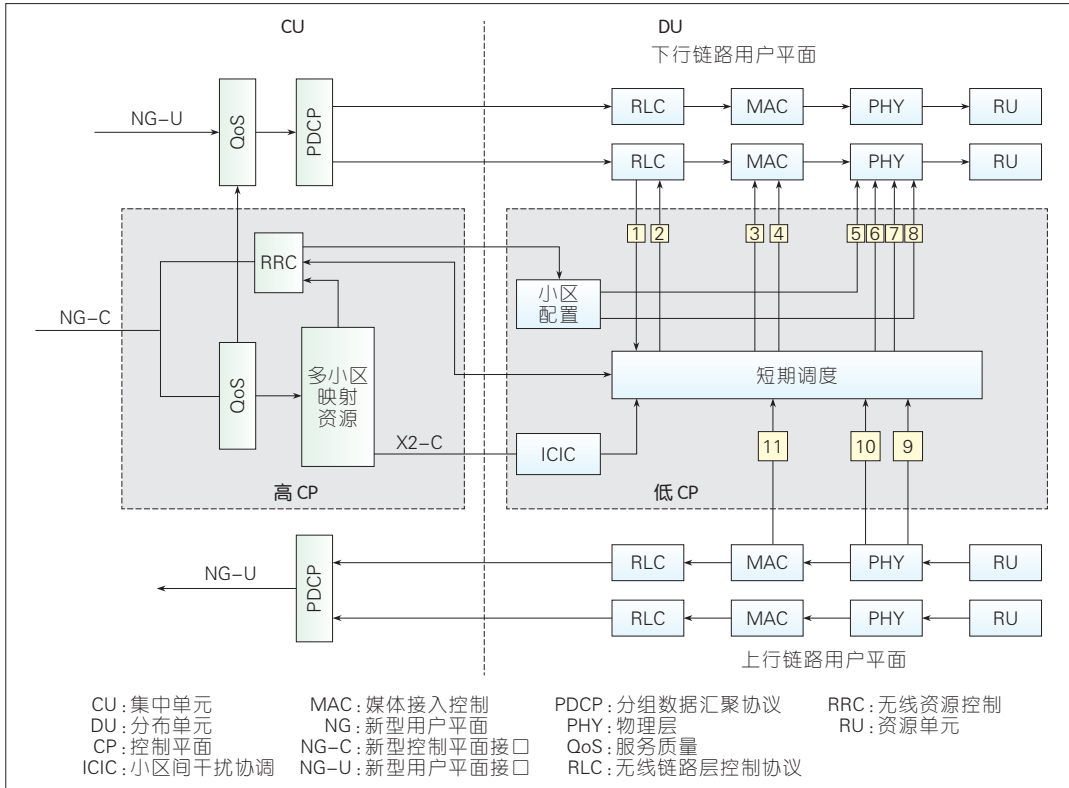 CU
DU
下行链路用户平面
NG-U
QoS
PDCP
RLC
MAC
PHY
RU
RLC
MAC
PHY
RU
1
2
3
4
5
6
7
8
RRC
小区
配置
NG-C
QoS
多小区
映射
资源
短期调度
X2-C
ICIC
11
10
9
高CP
低CP
NG-U
PDCP
RLC
MAC
PHY
RU
RLC
MAC
PHY
RU
上行链路用户平面
CU:集中单元
DU:分布单元
CP:控制平面
ICIC:小区间干扰协调
MAC:媒体接入控制
NG:新型用户平面
NG-C:新型控制平面接口
NG-U:新型用户平面接口
PDCP:分组数据汇聚协议
PHY:物理层
QoS:服务质量
RLC:无线链路层控制协议
RRC:无线资源控制
RU:资源单元